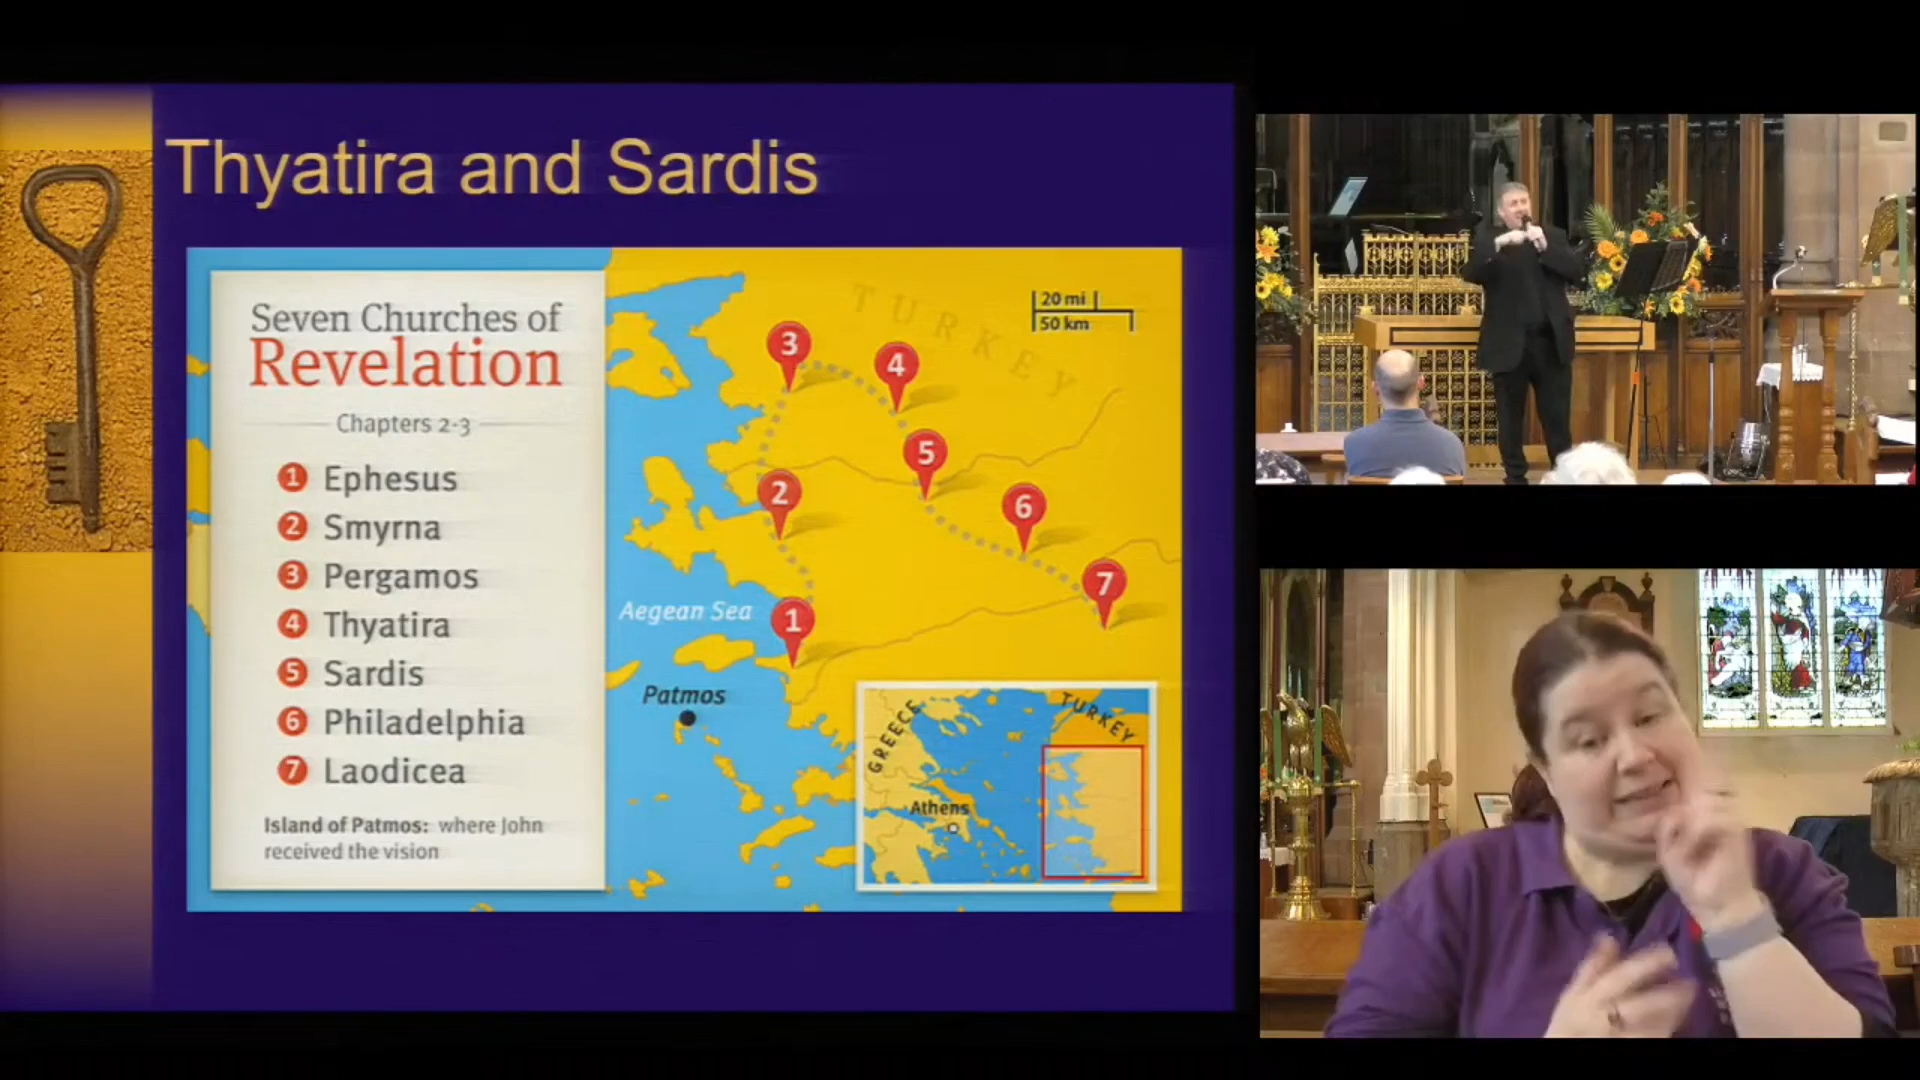 Thyatira and Sardis
Seven Churches of
Revelation
Chapters 2-3
1 Ephesus
2 Smyrna
3 Pergamos
4 Thyatira
5 Sardis
6 Philadelphia
7 Laodicea
Island of Patmos: where John
received the vision
TURKEY
20 mi
50 km
3
4
5
2
6
7
1
Aegean Sea
Patmos
GREECE
TURKEY
Athens